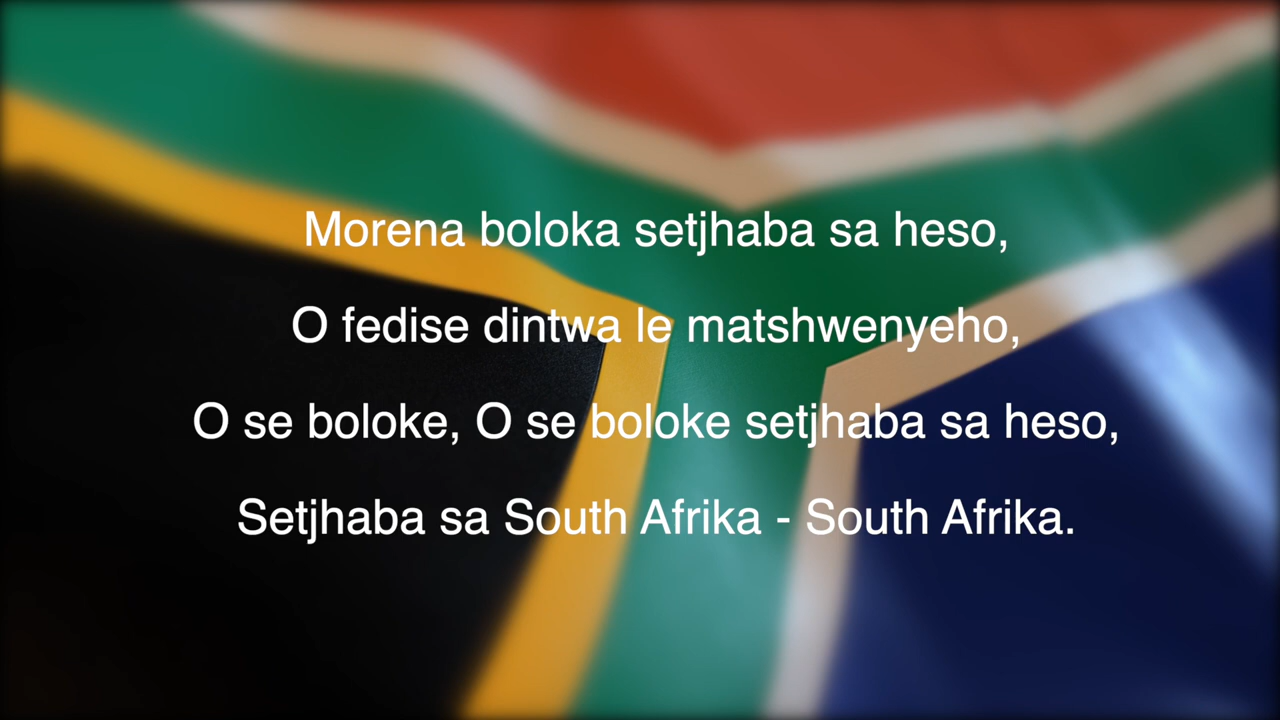 Morena boloka setjhaba sa heso,
O fedise dintwa le matshwenyeho,
O se boloke, O se boloke setjhaba sa heso,
Setjhaba sa South Afrika - South Afrika.